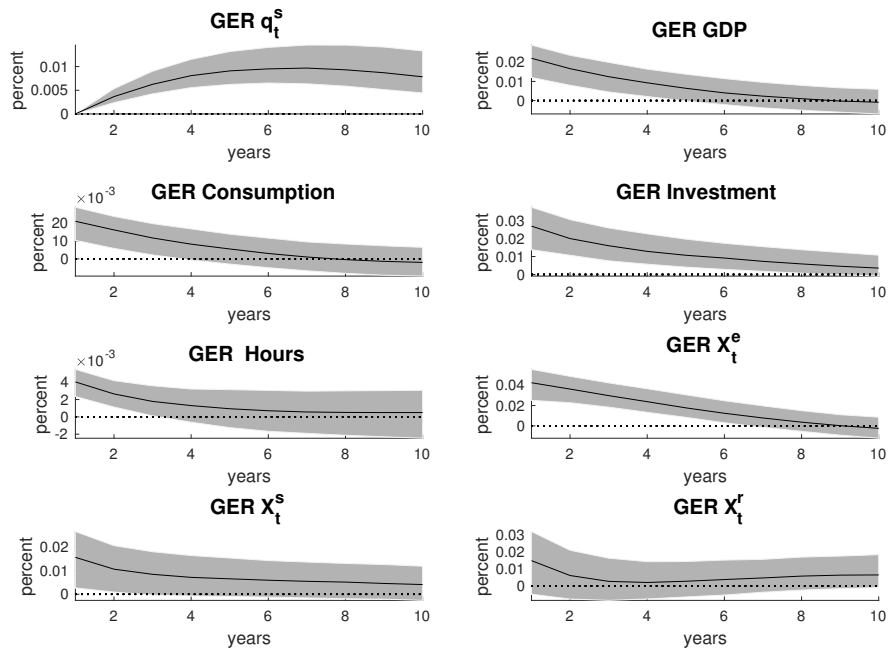 GER q_t^s
percent
0.01
0.005
0
2 4 6 8 10
years
GER GDP
percent
0.02
0.01
0
2 4 6 8 10
years
GER Consumption
×10^-3
percent
20
10
0
2 4 6 8 10
years
GER Investment
percent
0.03
0.02
0.01
0
2 4 6 8 10
years
GER Hours
×10^-3
percent
4
2
0
-2
2 4 6 8 10
years
GER X_t^e
percent
0.04
0.02
0
2 4 6 8 10
years
GER X_t^s
percent
0.02
0.01
0
2 4 6 8 10
years
GER X_t^r
percent
0.03
0.02
0.01
0
2 4 6 8 10
years